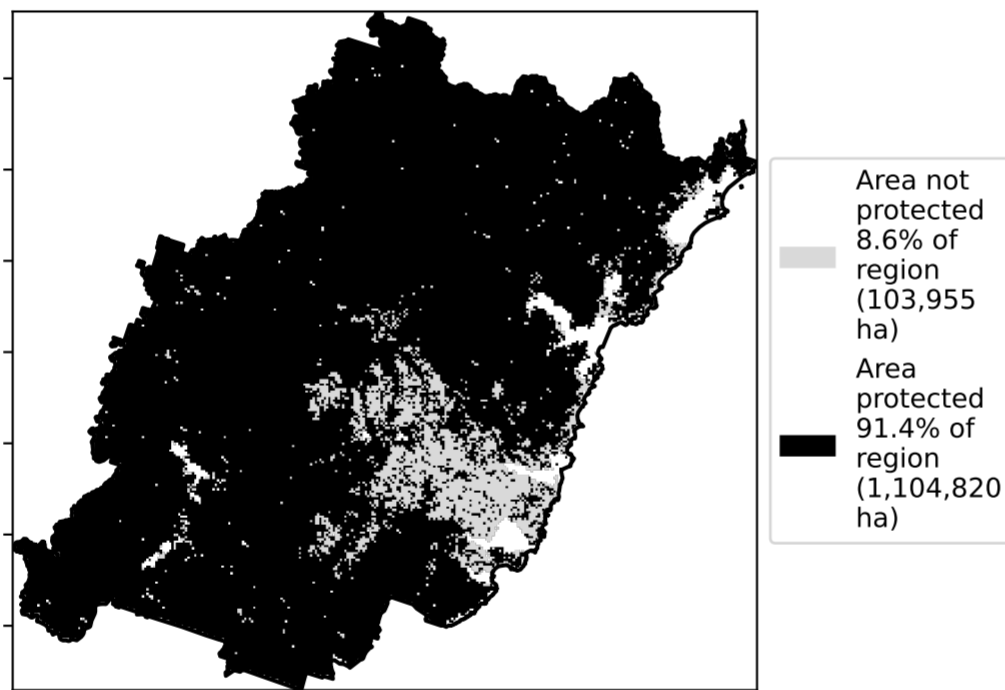 Area not
protected
8.6% of
region
(103,955
ha)
Area
protected
91.4% of
region
(1,104,820
ha)